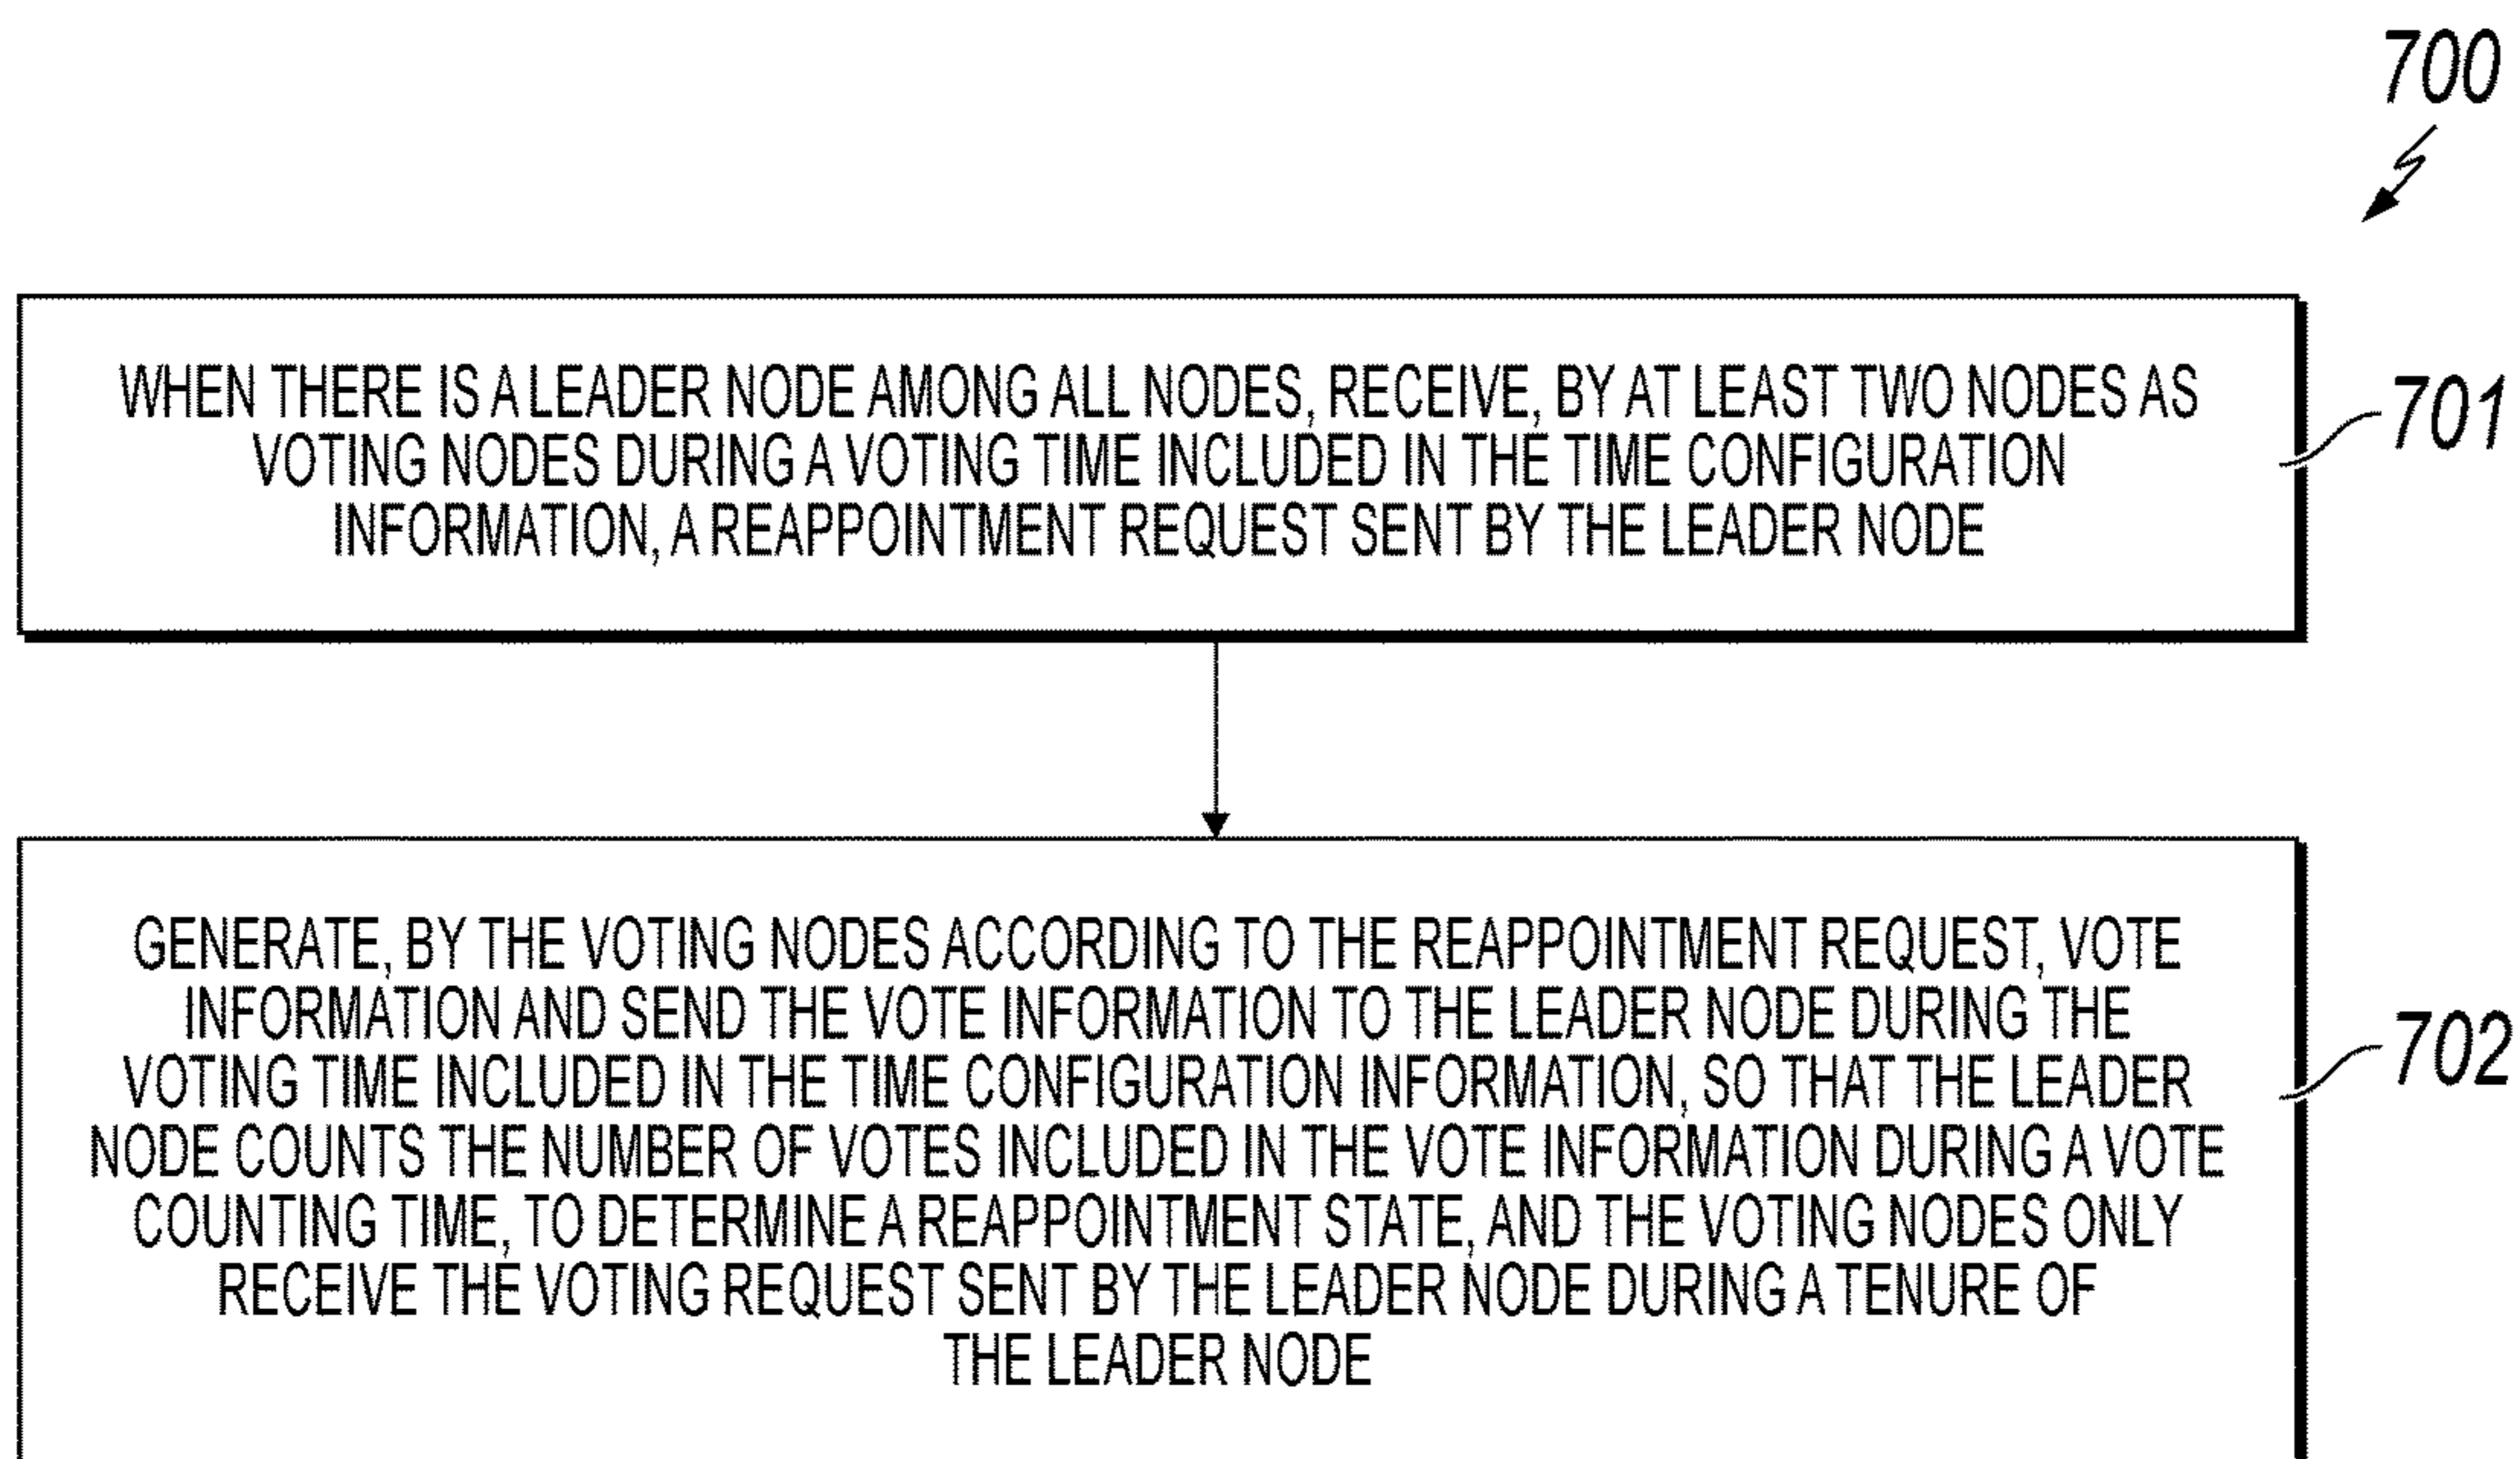 700
WHEN THERE IS A LEADER NODE AMONG ALL NODES, RECEIVE, BY AT LEAST TWO NODES AS
VOTING NODES DURING A VOTING TIME INCLUDED IN THE TIME CONFIGURATION
INFORMATION, A REAPPOINTMENT REQUEST SENT BY THE LEADER NODE
701
GENERATE, BY THE VOTING NODES ACCORDING TO THE REAPPOINTMENT REQUEST, VOTE
INFORMATION AND SEND THE VOTE INFORMATION TO THE LEADER NODE DURING THE
VOTING TIME INCLUDED IN THE TIME CONFIGURATION INFORMATION, SO THAT THE LEADER
NODE COUNTS THE NUMBER OF VOTES INCLUDED IN THE VOTE INFORMATION DURING A VOTE
COUNTING TIME, TO DETERMINE A REAPPOINTMENT STATE, AND THE VOTING NODES ONLY
RECEIVE THE VOTING REQUEST SENT BY THE LEADER NODE DURING A TENURE OF
THE LEADER NODE
702